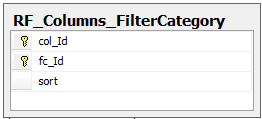 RF_Columns_FilterCategory
col_Id
fc_Id
sort